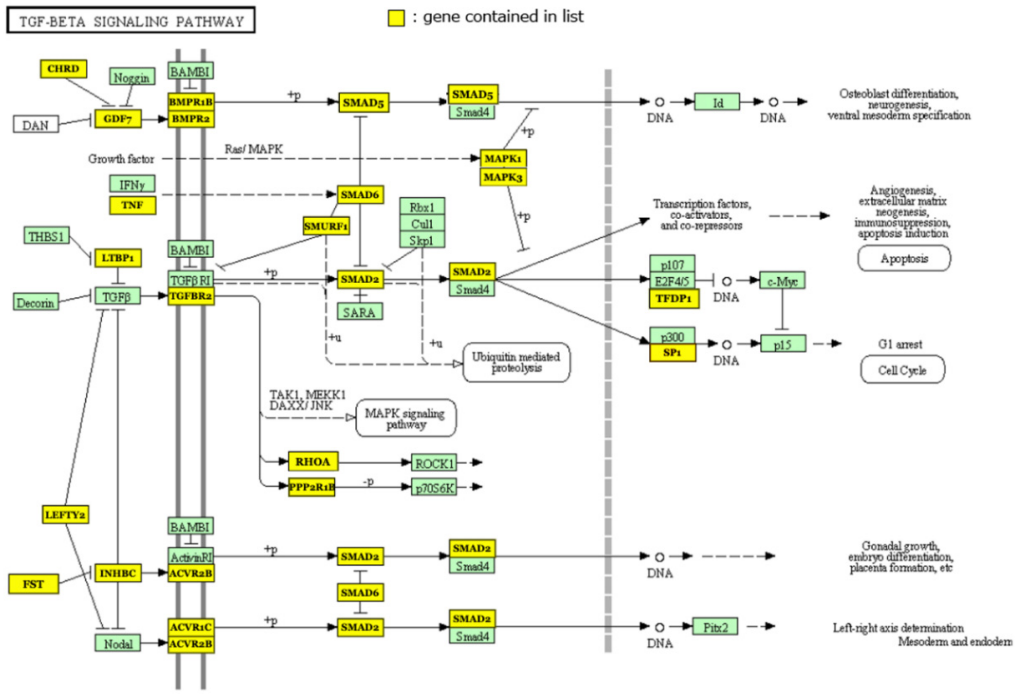 TGF-BETA SIGNALING PATHWAY
: gene contained in list
CHRD
Noggin
BAMBI
DAN
GDF7
BMPR1B
BMPR2
+p
SMAD5
SMAD5
Smad4
DNA
Id
DNA
Osteoblast differentiation,
neurogenesis,
ventral mesoderm specification
+p
Growth factor
Ras/ MAPK
MAPK1
MAPK3
IFNγ
TNF
SMAD6
SMURF1
Rbx1
Cul1
Skp1
+p
Transcription factors,
co-activators,
and co-repressors
Angiogenesis,
extracellular matrix
neogenesis,
immunosuppression,
apoptosis induction
Apoptosis
THBS1
LTBP1
BAMBI
Decorin
TGFβ
TGFβRI
TGFBR2
+p
SMAD2
SARA
SMAD2
Smad4
p107
E2F4/5
TFDP1
DNA
c-Myc
p300
SP1
DNA
p15
G1 arrest
Cell Cycle
+u
+u
Ubiquitin mediated
proteolysis
TAK1, MEKK1
DAXX/ JNK
MAPK signaling
pathway
RHOA
ROCK1
PPP2R1B
-p
p70S6K
LEFTY2
BAMBI
FST
INHBC
ActivinRI
ACVR2B
+p
SMAD2
SMAD2
Smad4
DNA
Gonadal growth,
embryo differentiation,
placenta formation, etc
SMAD6
Nodal
ACVR1C
ACVR2B
+p
SMAD2
SMAD2
Smad4
DNA
Pitx2
Left-right axis determination
Mesoderm and endoderm